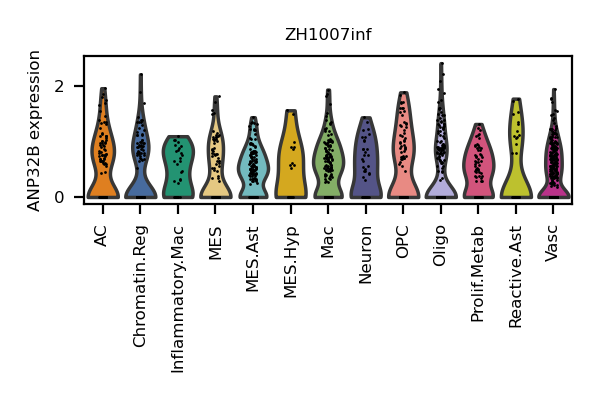 ZH1007inf
ANP32B expression
2
0
AC
Chromatin.Reg
Inflammatory.Mac
MES
MES.Ast
MES.Hyp
Mac
Neuron
OPC
Oligo
Prolif.Metab
Reactive.Ast
Vasc